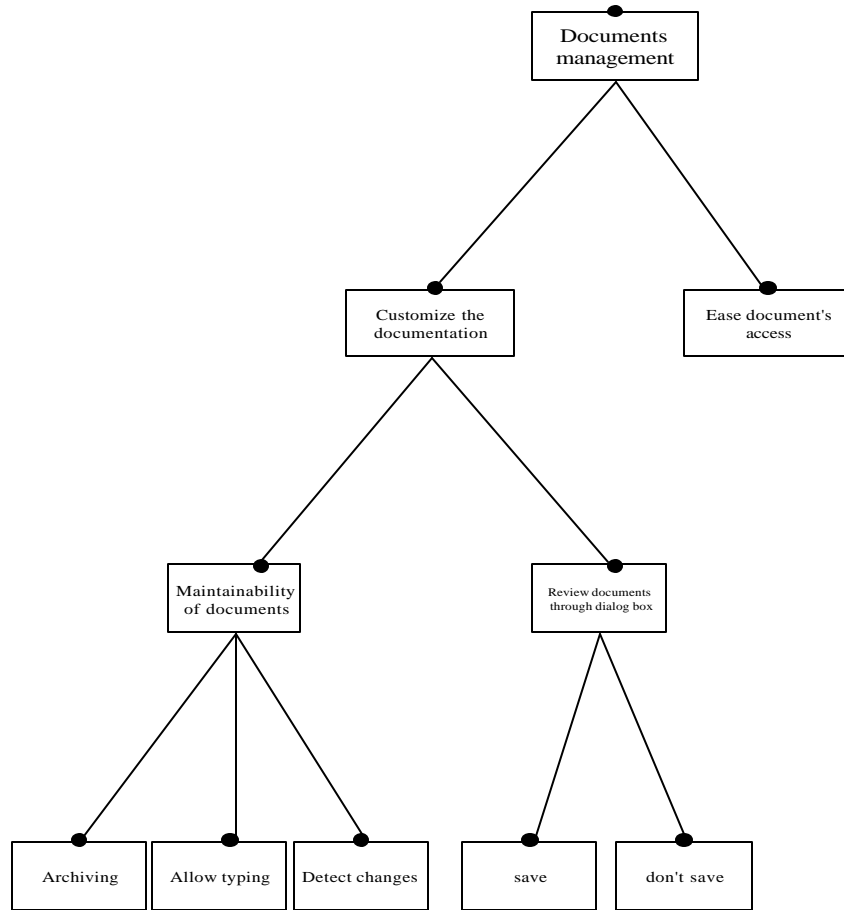 Documents
management
Customize the
documentation
Ease document's
access
Maintainability
of documents
Review documents
through dialog box
Archiving
Allow typing
Detect changes
save
don't save